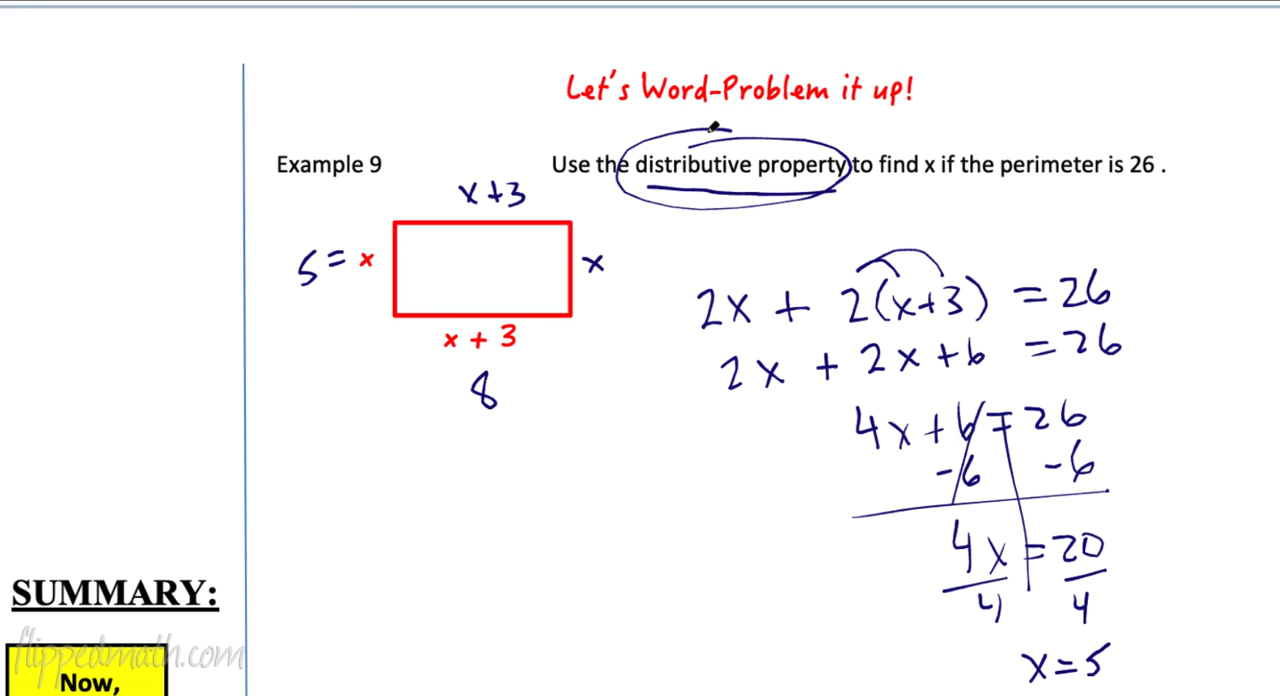 Let's Word-Problem it up!
Example 9 Use the distributive property to find x if the perimeter is 26 .
x+3
5 = x
x
x + 3
8
2x + 2(x+3) = 26
2x + 2x+6 = 26
4x+6=26
-6 -6
4x = 20
4 4
x=5
SUMMARY:
flippedmath.com
Now,